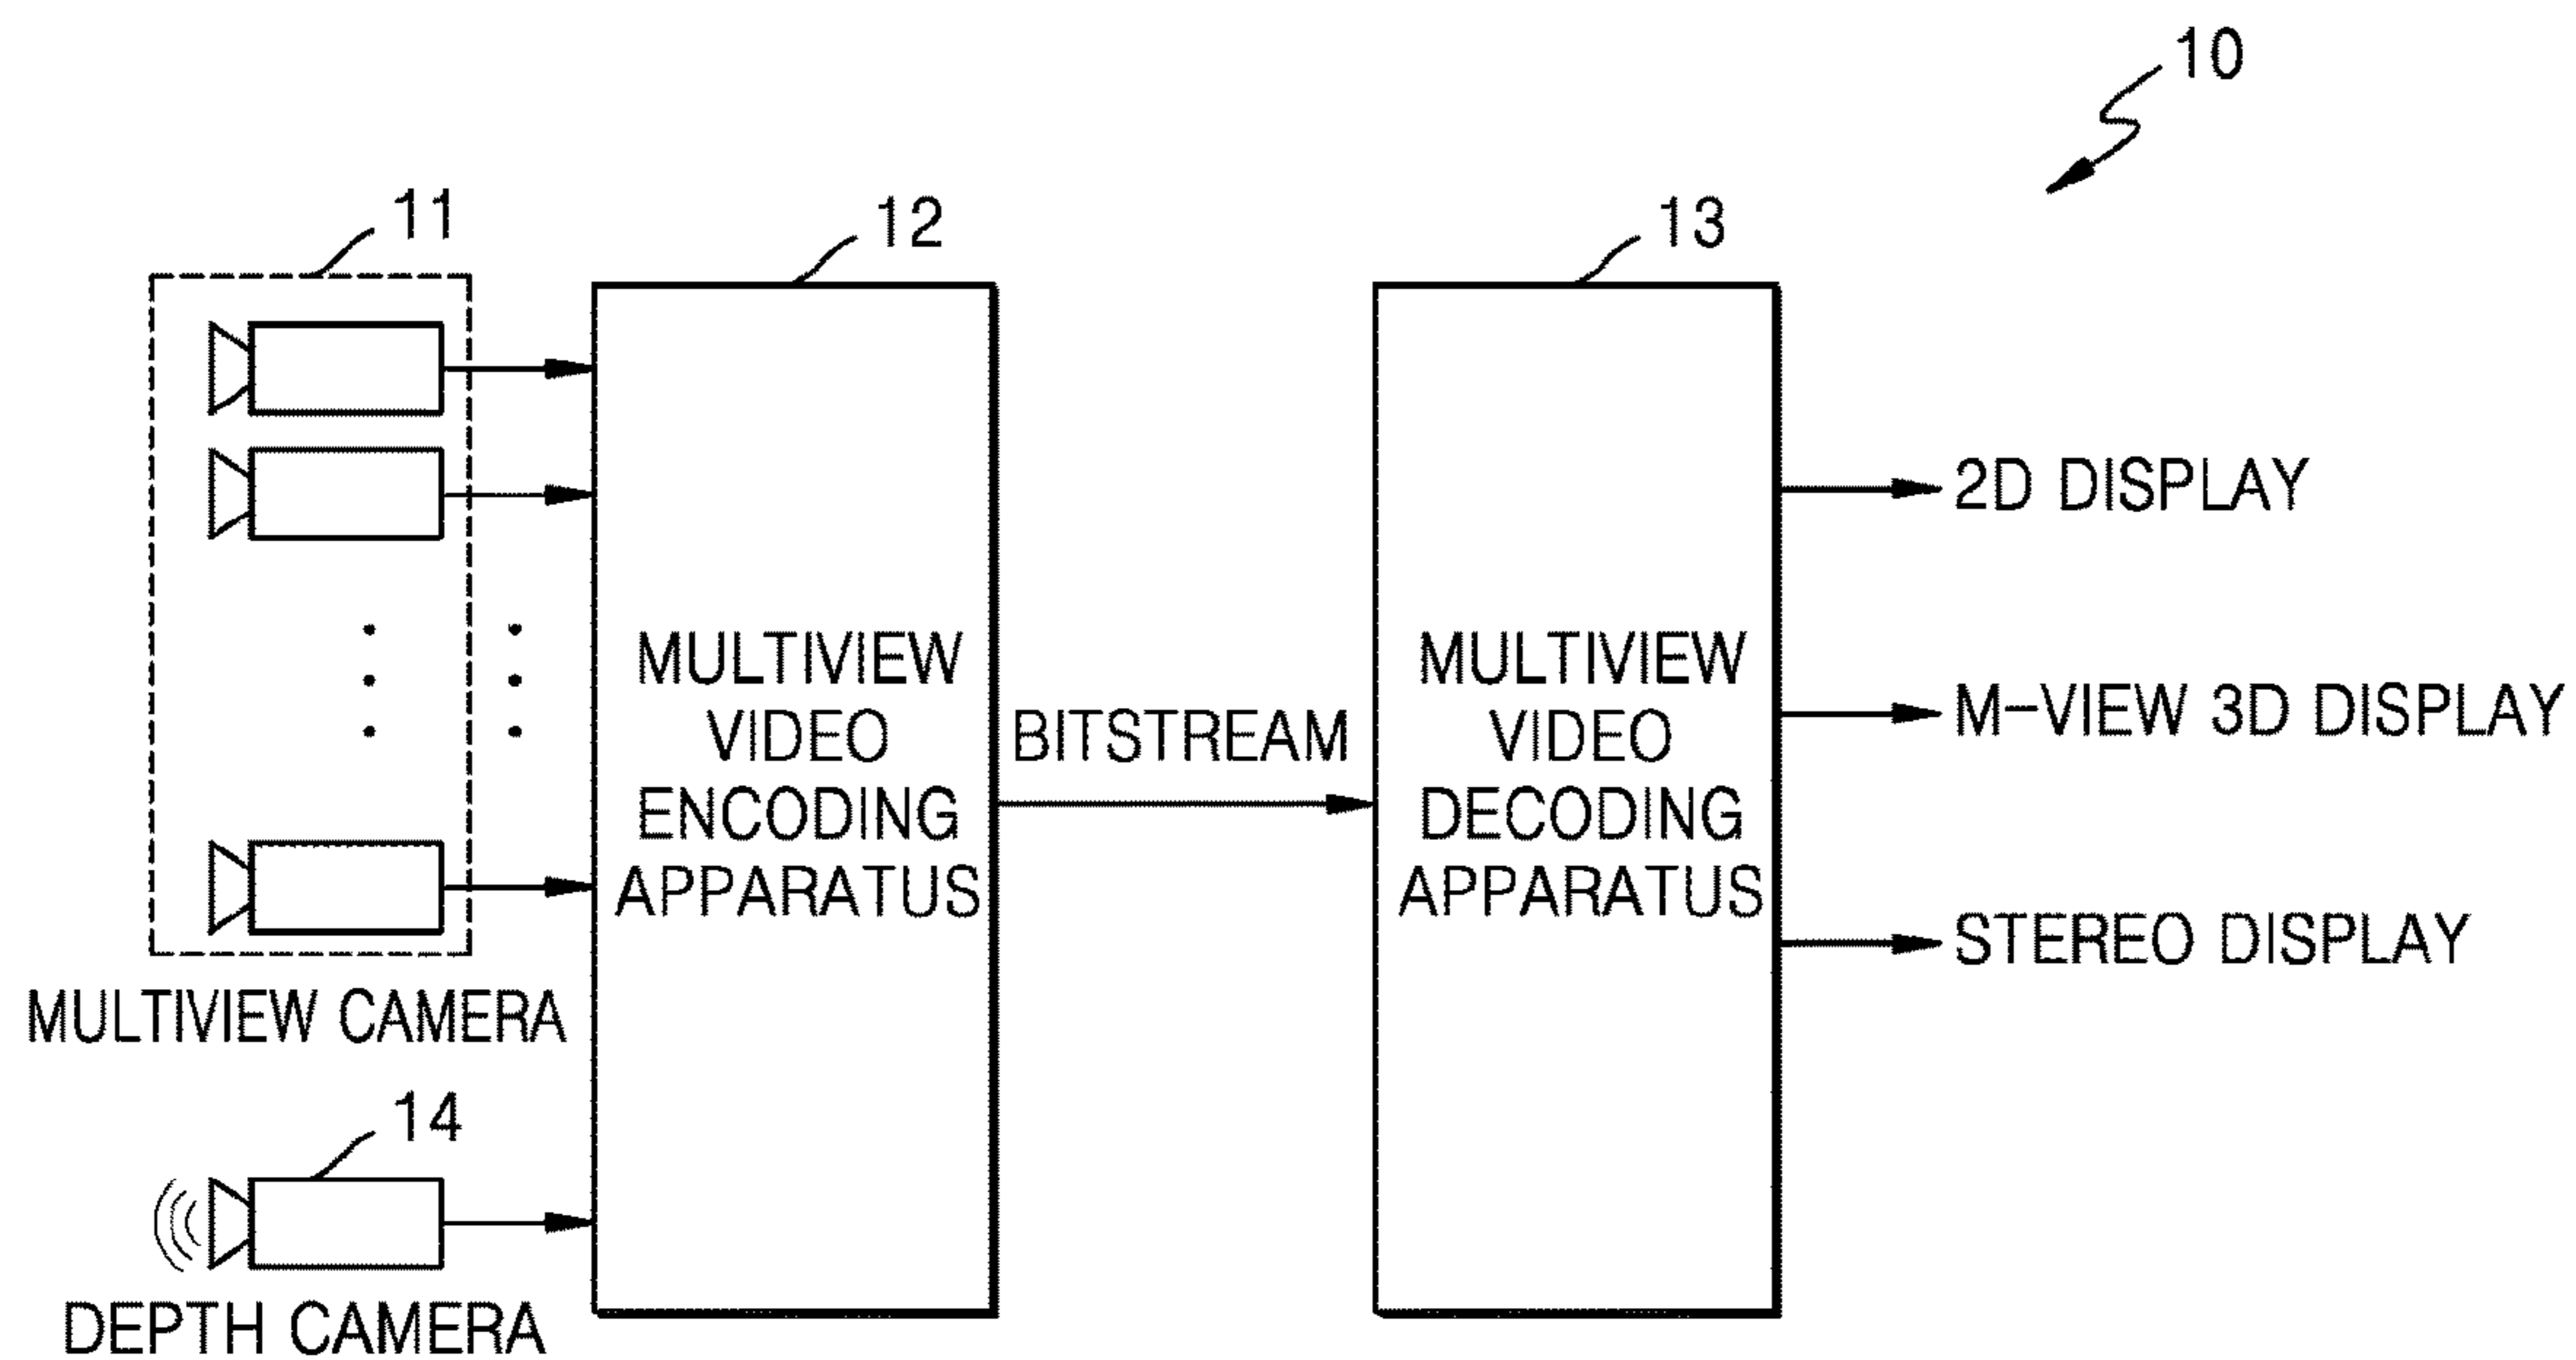 10
11
12
13
MULTIVIEW
VIDEO
ENCODING
APPARATUS
BITSTREAM
MULTIVIEW
VIDEO
DECODING
APPARATUS
2D DISPLAY
M-VIEW 3D DISPLAY
STEREO DISPLAY
MULTIVIEW CAMERA
14
DEPTH CAMERA